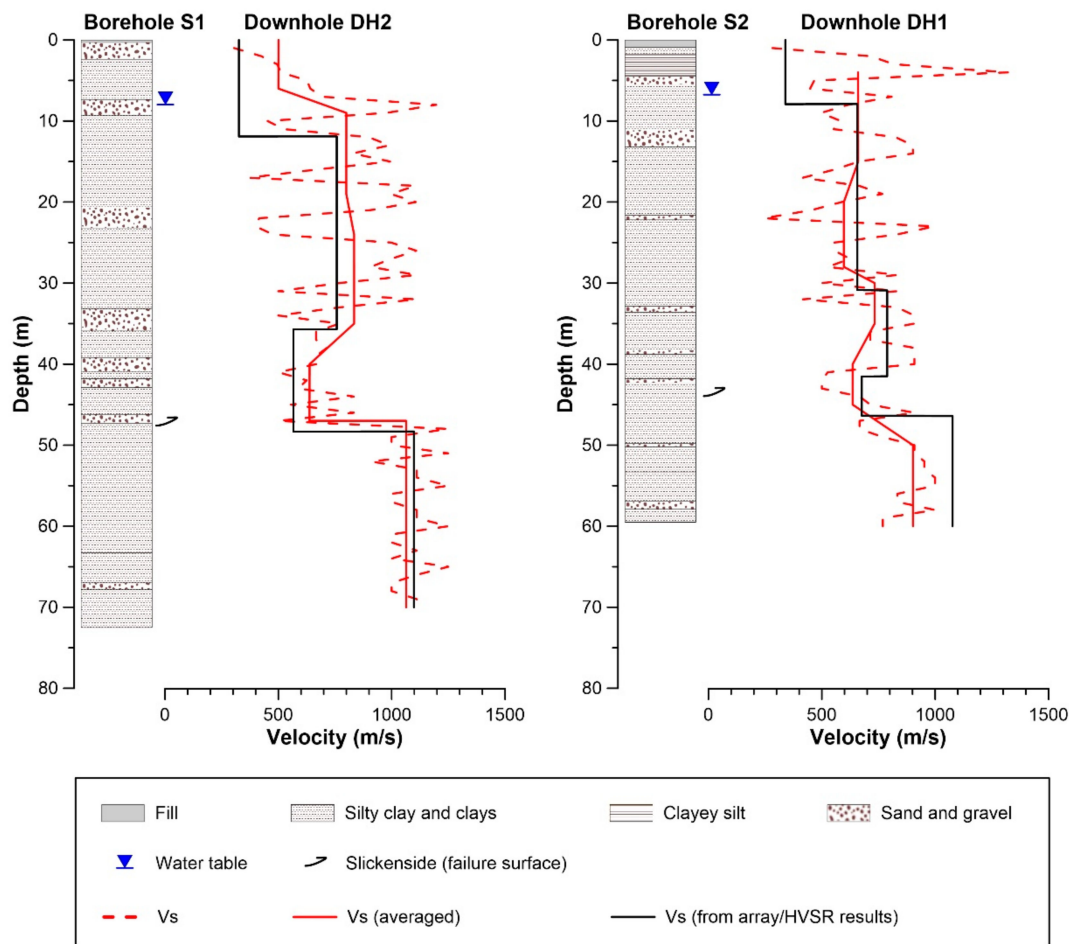 Borehole S1 Downhole DH2
Borehole S2 Downhole DH1
0
10
20
30
40
50
60
70
80
Depth (m)
0 500 1000 1500
Velocity (m/s)
0
10
20
30
40
50
60
70
80
Depth (m)
0 500 1000 1500
Velocity (m/s)
Fill Silty clay and clays Clayey silt Sand and gravel
Water table Slickenside (failure surface)
Vs Vs (averaged) Vs (from array/HVSR results)